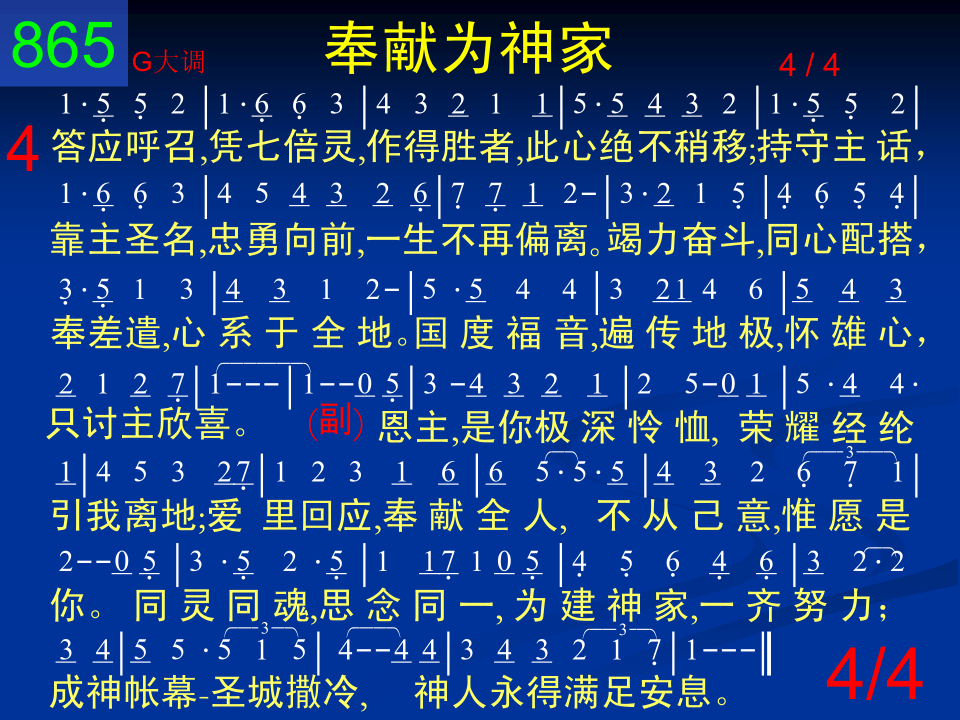 865 G大调 奉献为神家 4 / 4
1·5 5 2|1·6 6 3|4 3 2 1 1|5·5 4 3 2|1·5 5 2|
4 答应呼召,凭七倍灵,作得胜者,此心绝不稍移;持守主 话，
1·6 6 3|4 5 4 3 2 6|7 7 1 2-|3·2 1 5|4 6 5 4|
靠主圣名,忠勇向前,一生不再偏离。竭力奋斗,同心配搭，
3·5 1 3|4 3 1 2-|5 ·5 4 4|3 21 4 6|5 4 3
奉差遣,心 系 于 全 地。国 度 福 音,遍 传 地 极,怀 雄 心，
2 1 2 7|1---|1--0 5|3 -4 3 2 1|2 5-0 1|5 ·4 4·
只讨主欣喜。 (副) 恩主,是你极 深 怜 恤, 荣 耀 经 纶
1|4 5 3 27|1 2 3 1 6|6 5·5·5|4 3 2 6 7 1|
3
引我离地;爱 里回应,奉 献 全 人, 不 从 己 意,惟 愿 是
2--0 5|3 ·5 2 ·5|1 17 1 0 5|4 5 6 4 6|3 2·2
你。 同 灵 同 魂,思 念 同 一, 为 建 神 家,一 齐 努 力；
3 4|5 5 ·5 1 5|4--4 4|3 4 3 2 1 7|1---‖
3 3
成神帐幕-圣城撒冷, 神人永得满足安息。
4/4